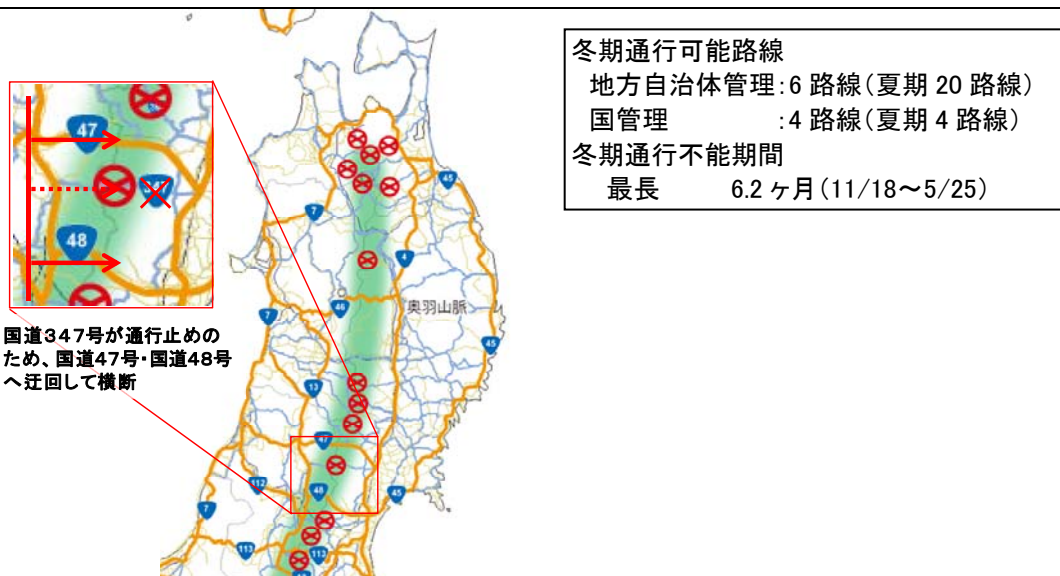 冬期通行可能路線
地方自治体管理:6 路線(夏期 20 路線)
国管理 :4 路線(夏期 4 路線)
冬期通行不能期間
最長 6.2 ヶ月(11/18～5/25)
47
48
国道347号が通行止めの
ため、国道47号・国道48号
へ迂回して横断
45
7
4
奥羽山脈
46
7
45
13
47
112
48
45
7
113
113